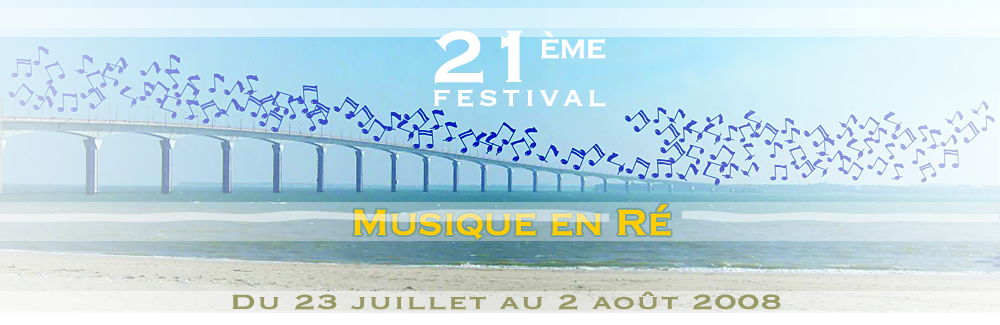 21ÈME
FESTIVAL
MUSIQUE EN RÉ
DU 23 JUILLET AU 2 AOÛT 2008